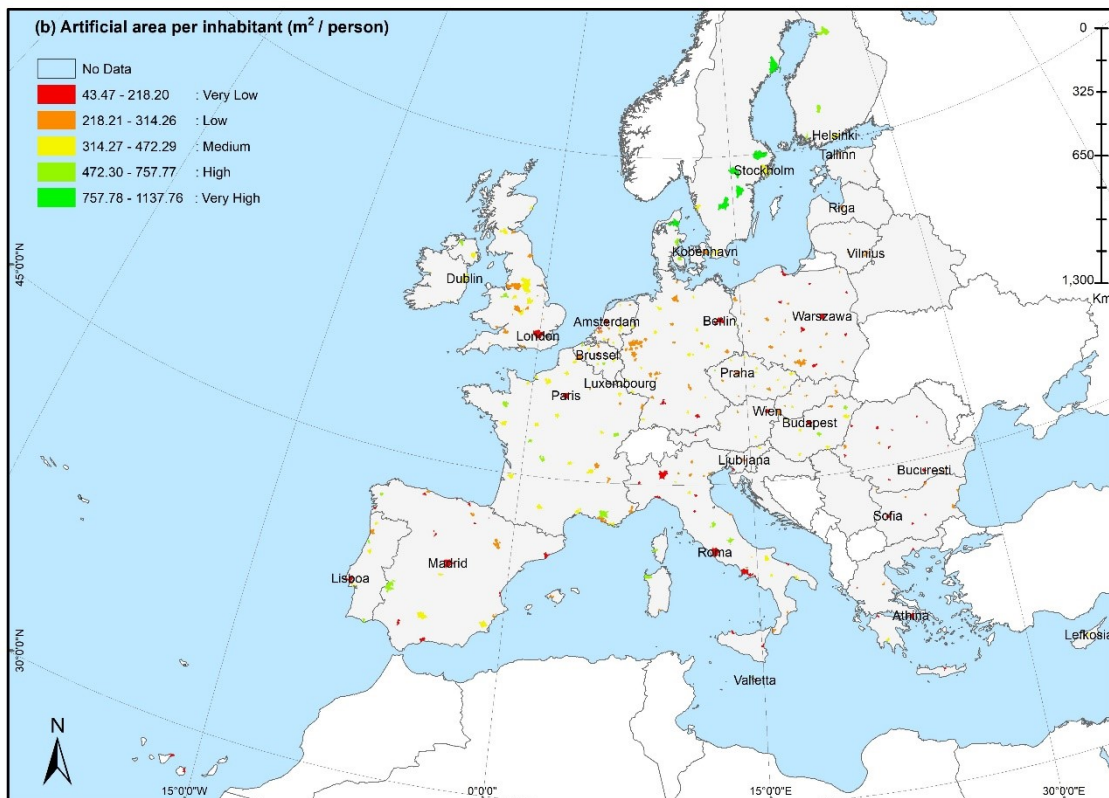 (b) Artificial area per inhabitant (m² / person)
No Data
43.47 - 218.20 : Very Low
218.21 - 314.26 : Low
314.27 - 472.29 : Medium
472.30 - 757.77 : High
757.78 - 1137.76 : Very High
0
325
650
1,300
Km
Helsinki
Tallinn
Stockholm
Riga
København
Vilnius
Dublin
Amsterdam
Berlin
Warszawa
London
Brussel
Luxembourg
Praha
Paris
Wien
Budapest
Ljubljana
Bucuresti
Sofia
Roma
Madrid
Lisboa
Athina
Lefkosia
Valletta
45°0'0"N
30°0'0"N
N
15°0'0"W
0°0'0"
15°0'0"E
30°0'0"E